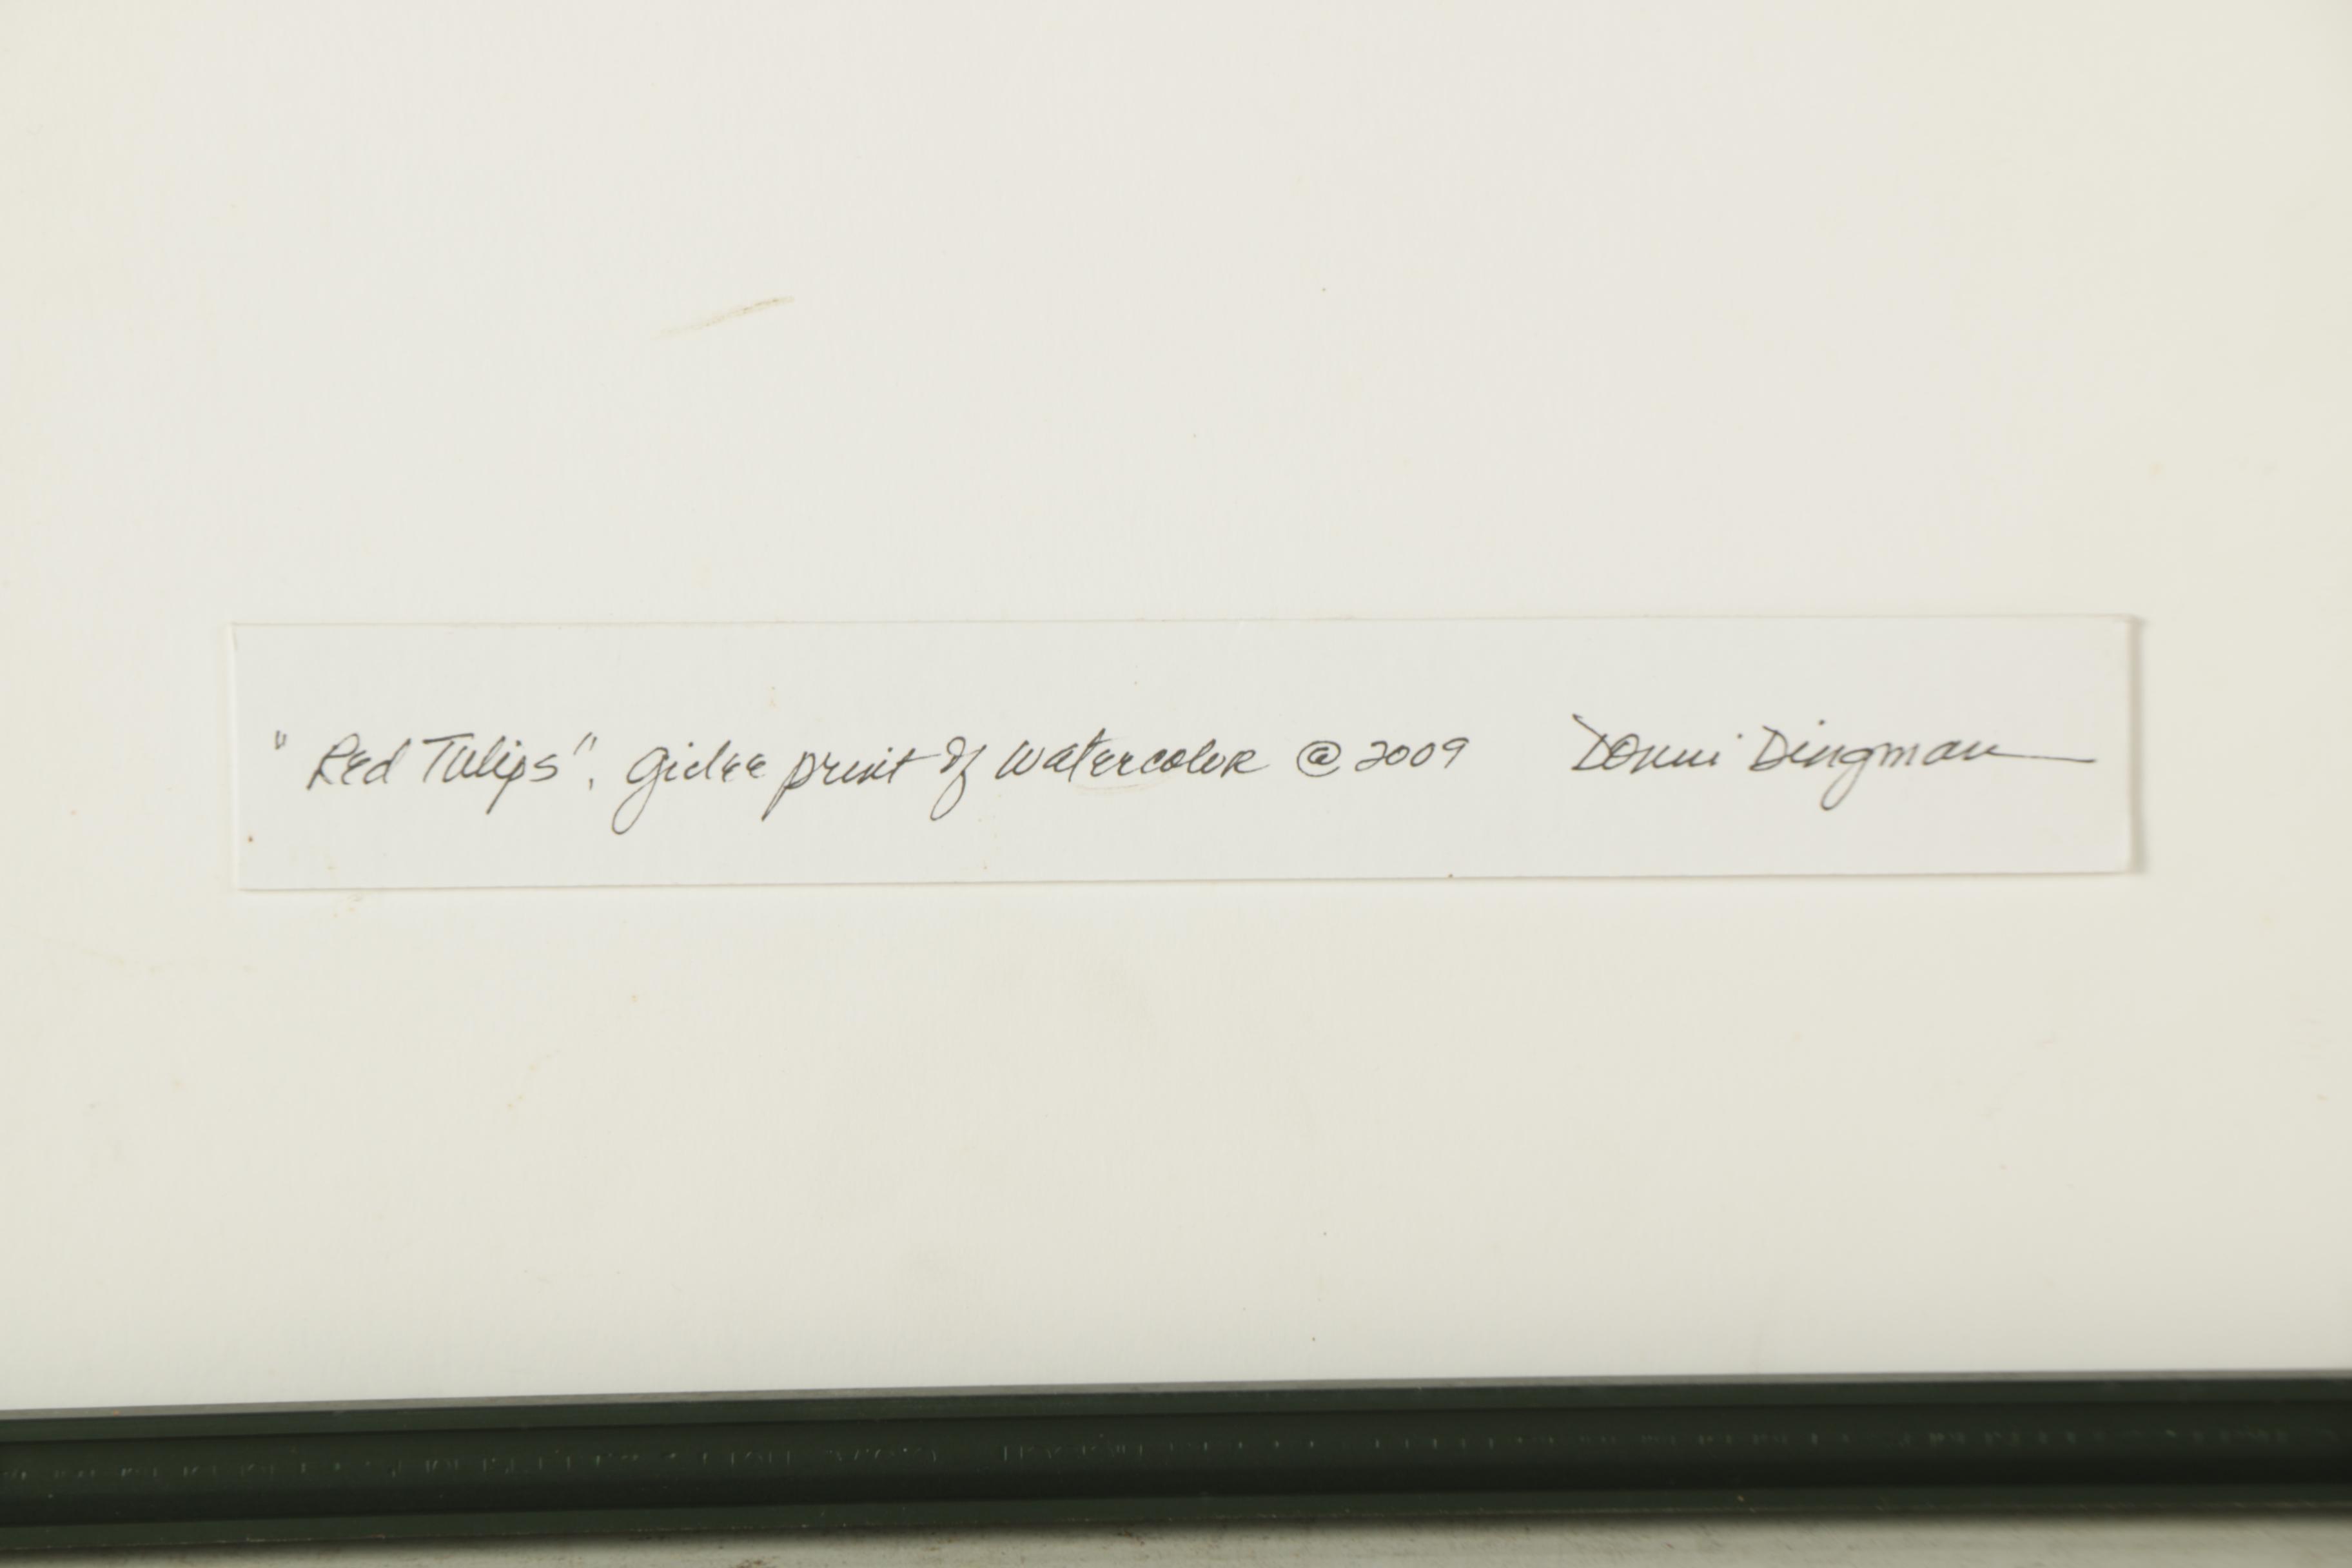 "Red Tulips", Giclee print of Watercolor @2009 Donni Dingman